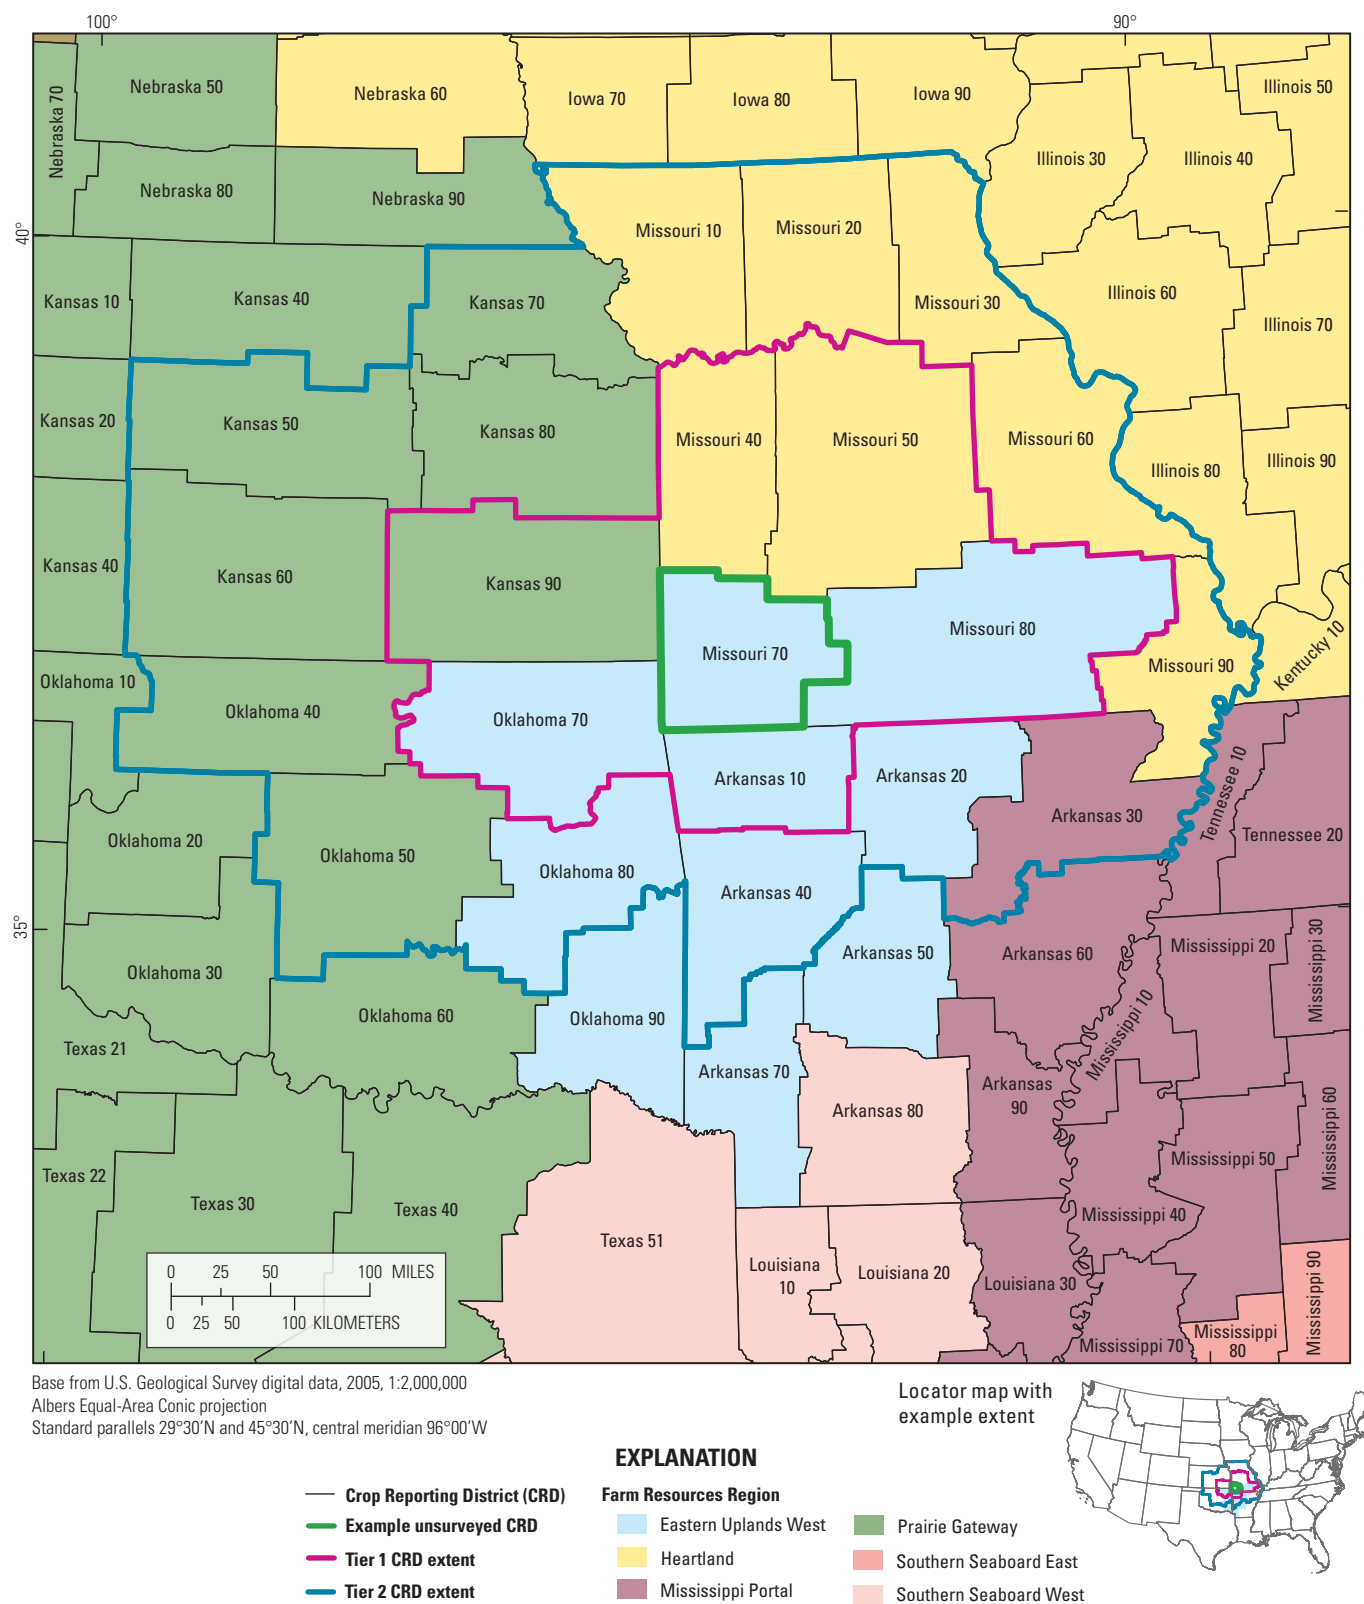 100°
90°
Nebraska 70
Nebraska 50
Nebraska 60
Iowa 70
Iowa 80
Iowa 90
Illinois 50
Illinois 30
Illinois 40
Nebraska 80
Nebraska 90
Missouri 10
Missouri 20
40°
Kansas 10
Kansas 40
Kansas 70
Missouri 30
Illinois 60
Illinois 70
Kansas 20
Kansas 50
Kansas 80
Missouri 40
Missouri 50
Missouri 60
Illinois 80
Illinois 90
Kansas 40
Kansas 60
Kansas 90
Missouri 70
Missouri 80
Missouri 90
Kentucky 10
Oklahoma 10
Oklahoma 40
Oklahoma 70
Arkansas 10
Arkansas 20
Arkansas 30
Tennessee 10
Tennessee 20
Oklahoma 20
Oklahoma 50
Oklahoma 80
Arkansas 40
35°
Oklahoma 30
Oklahoma 60
Oklahoma 90
Arkansas 50
Arkansas 60
Mississippi 10
Mississippi 20
Mississippi 30
Texas 21
Arkansas 70
Arkansas 80
Arkansas
90
Mississippi 60
Mississippi 50
Texas 22
Texas 30
Texas 40
Texas 51
Mississippi 40
Louisiana
10
Louisiana 20
Louisiana 30
Mississippi 70
Mississippi
80
Mississippi 90
0 25 50 100 MILES
0 25 50 100 KILOMETERS
Base from U.S. Geological Survey digital data, 2005, 1:2,000,000
Albers Equal-Area Conic projection
Standard parallels 29°30'N and 45°30'N, central meridian 96°00'W
Locator map with
example extent
EXPLANATION
Crop Reporting District (CRD)
Example unsurveyed CRD
Tier 1 CRD extent
Tier 2 CRD extent
Farm Resources Region
Eastern Uplands West
Heartland
Mississippi Portal
Prairie Gateway
Southern Seaboard East
Southern Seaboard West